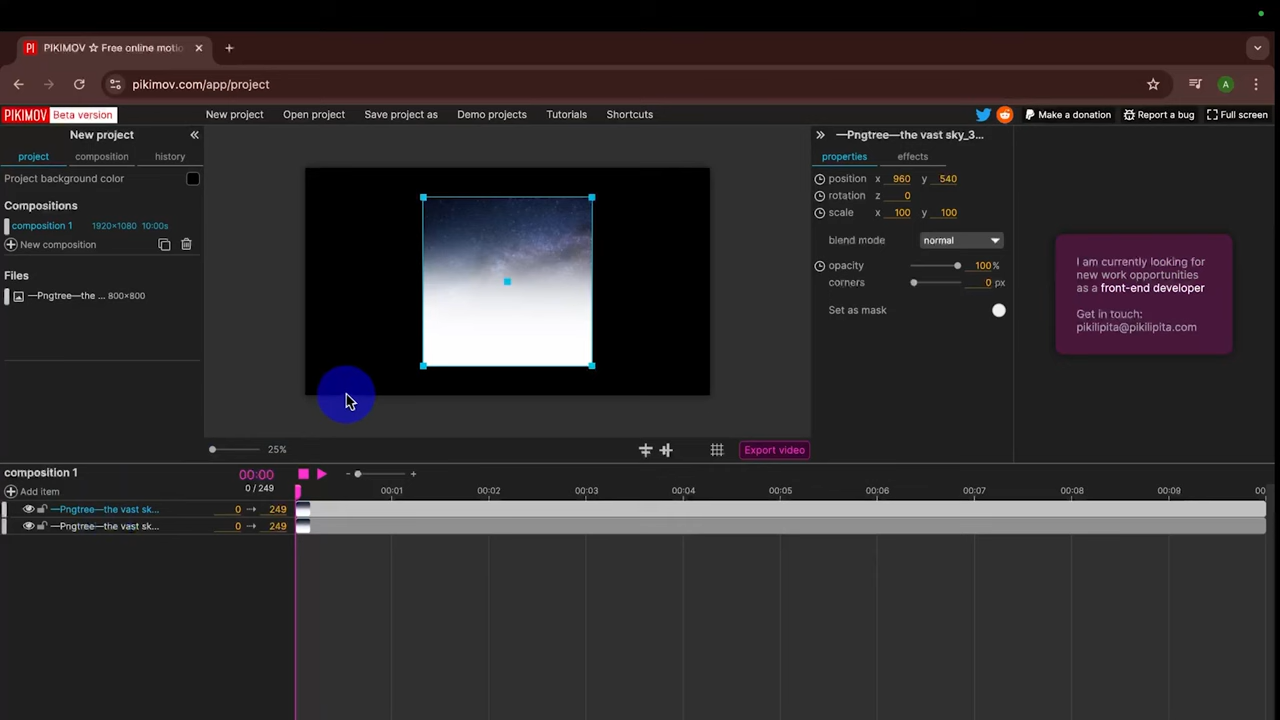 PI PIKIMOV ☆ Free online motio
pikimov.com/app/project
A
PIKIMOV Beta version
New project Open project Save project as Demo projects Tutorials Shortcuts
Make a donation Report a bug Full screen
New project
project composition history
Project background color
Compositions
composition 1 1920×1080 10:00s
New composition
Files
—Pngtree—the ... 800×800
25%
Export video
—Pngtree—the vast sky_3...
properties effects
position x 960 y 540
rotation z 0
scale x 100 y 100
blend mode normal
opacity 100 %
corners 0 px
Set as mask
I am currently looking for
new work opportunities
as a front-end developer
Get in touch:
pikilipita@pikilipita.com
composition 1 00:00
0 / 249
Add item
00:01 00:02 00:03 00:04 00:05 00:06 00:07 00:08 00:09 00
—Pngtree—the vast sk... 0 249
—Pngtree—the vast sk... 0 249